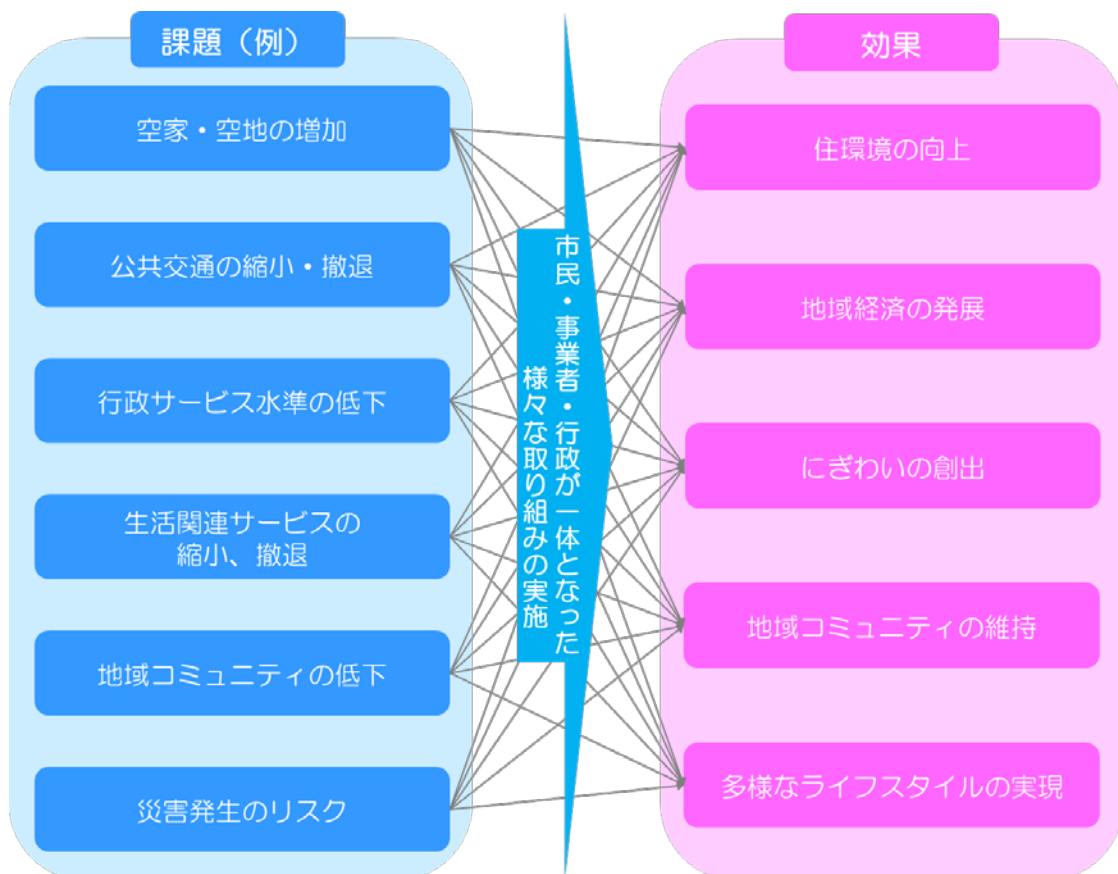 課題（例）
空家・空地の増加
公共交通の縮小・撤退
行政サービス水準の低下
生活関連サービスの
縮小、撤退
地域コミュニティの低下
災害発生のリスク
市民・事業者・行政が一体となった
様々な取り組みの実施
効果
住環境の向上
地域経済の発展
にぎわいの創出
地域コミュニティの維持
多様なライフスタイルの実現